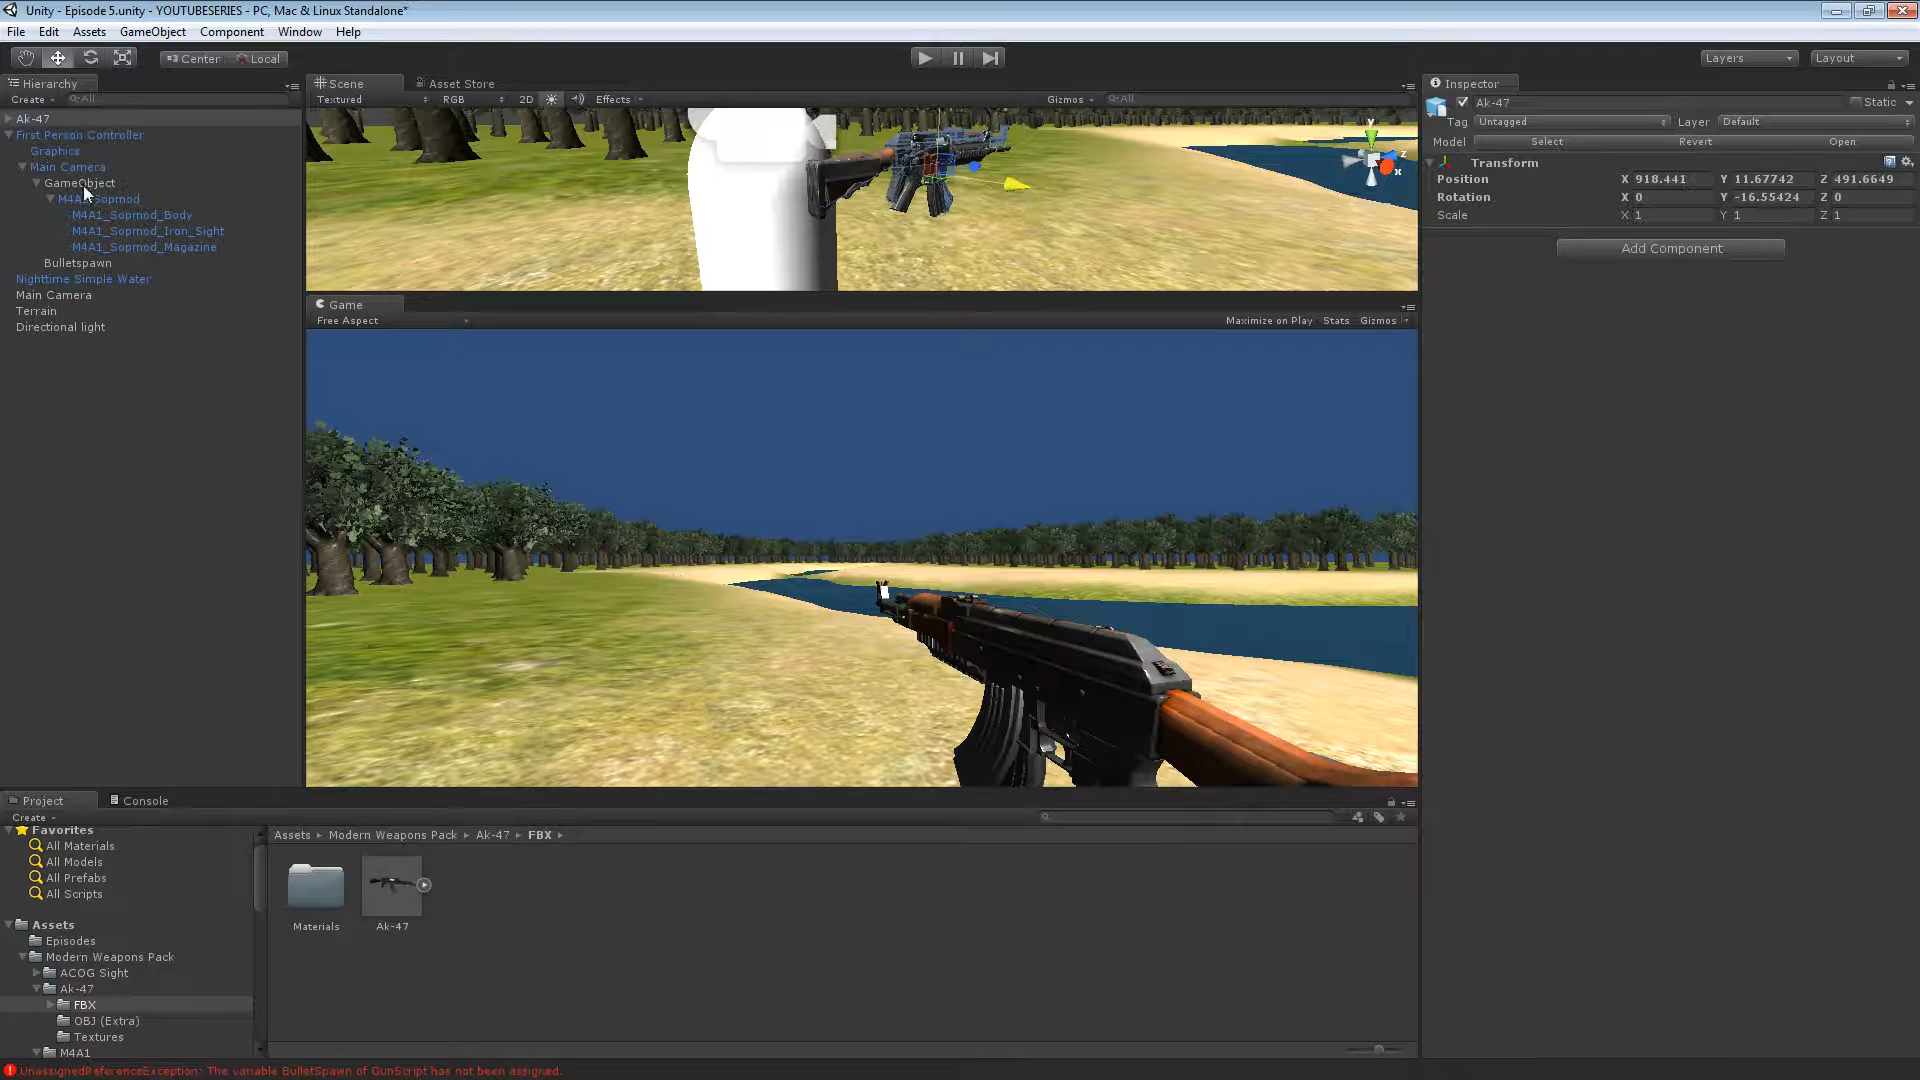 Unity - Episode 5.unity - YOUTUBESERIES - PC, Mac & Linux Standalone*
File Edit Assets GameObject Component Window Help
Center Local
Layers Layout
Hierarchy
Create All
Ak-47
First Person Controller
Graphics
Main Camera
GameObject
M4A1_Sopmod
M4A1_Sopmod_Body
M4A1_Sopmod_Iron_Sight
M4A1_Sopmod_Magazine
Bulletspawn
Nighttime Simple Water
Main Camera
Terrain
Directional light
Scene Asset Store
Textured RGB 2D Effects Gizmos All
y
z
x
Game
Free Aspect Maximize on Play Stats Gizmos
Inspector
Ak-47 Static
Tag Untagged Layer Default
Model Select Revert Open
Transform
Position X 918.441 Y 11.67742 Z 491.6649
Rotation X 0 Y -16.55424 Z 0
Scale X 1 Y 1 Z 1
Add Component
Project Console
Create
Favorites
All Materials
All Models
All Prefabs
All Scripts
Assets
Episodes
Modern Weapons Pack
ACOG Sight
Ak-47
FBX
OBJ (Extra)
Textures
M4A1
Assets Modern Weapons Pack Ak-47 FBX
Materials Ak-47
UnassignedReferenceException: The variable BulletSpawn of GunScript has not been assigned.